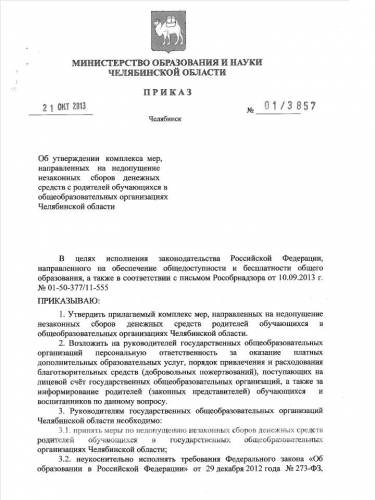 МИНИСТЕРСТВО ОБРАЗОВАНИЯ И НАУКИ
ЧЕЛЯБИНСКОЙ ОБЛАСТИ
ПРИКАЗ
21 ОКТ 2013
№ 01/3857
Челябинск
Об утверждении комплекса мер,
направленных на недопущение
незаконных сборов денежных
средств с родителей обучающихся в
общеобразовательных организациях
Челябинской области
В целях исполнения законодательства Российской Федерации,
направленного на обеспечение общедоступности и бесплатности общего
образования, а также в соответствии с письмом Рособрнадзора от 10.09.2013 г.
№ 01-50-377/11-555
ПРИКАЗЫВАЮ:
1. Утвердить прилагаемый комплекс мер, направленных на недопущение
незаконных сборов денежных средств родителей обучающихся в
общеобразовательных организациях Челябинской области.
2. Возложить на руководителей государственных общеобразовательных
организаций персональную ответственность за оказание платных
дополнительных образовательных услуг, порядок привлечения и расходования
благотворительных средств (добровольных пожертвований), поступающих на
лицевой счёт государственных общеобразовательных организаций, а также за
информирование родителей (законных представителей) обучающихся и
воспитанников по данному вопросу.
3. Руководителям государственных общеобразовательных организаций
Челябинской области необходимо:
3.1. принять меры по недопущению незаконных сборов денежных средств
родителей обучающихся в государственных общеобразовательных
организациях Челябинской области;
3.2. неукоснительно исполнять требования Федерального закона «Об
образовании в Российской Федерации» от 29 декабря 2012 года № 273-ФЗ,